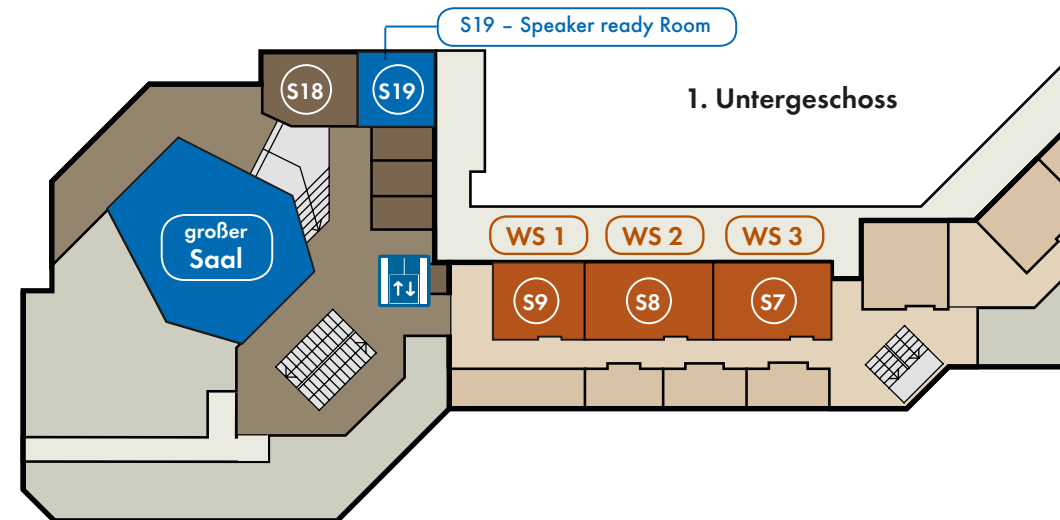 S19 – Speaker ready Room
S18
S19
1. Untergeschoss
großer
Saal
WS 1
WS 2
WS 3
S9
S8
S7